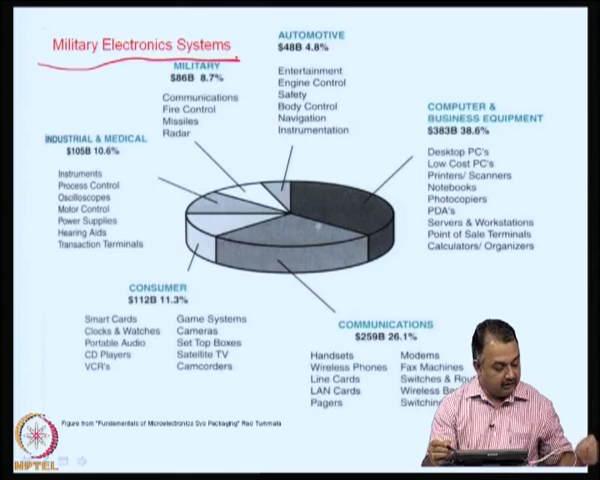 Military Electronics Systems
AUTOMOTIVE
$48B 4.8%
Entertainment
Engine Control
Safety
Body Control
Navigation
Instrumentation
MILITARY
$86B 8.7%
Communications
Fire Control
Missiles
Radar
COMPUTER &
BUSINESS EQUIPMENT
$383B 38.6%
Desktop PC's
Low Cost PC's
Printers/ Scanners
Notebooks
Photocopiers
PDA's
Servers & Workstations
Point of Sale Terminals
Calculators/ Organizers
INDUSTRIAL & MEDICAL
$105B 10.6%
Instruments
Process Control
Oscilloscopes
Motor Control
Power Supplies
Hearing Aids
Transaction Terminals
CONSUMER
$112B 11.3%
Smart Cards
Clocks & Watches
Portable Audio
CD Players
VCR's
Game Systems
Cameras
Set Top Boxes
Satellite TV
Camcorders
COMMUNICATIONS
$259B 26.1%
Handsets
Wireless Phones
Line Cards
LAN Cards
Pagers
Modems
Fax Machines
Switches &
Wireless
Figure from "Fundamentals of Microelectronics Sys Packaging" Rao Tummala
NPTEL